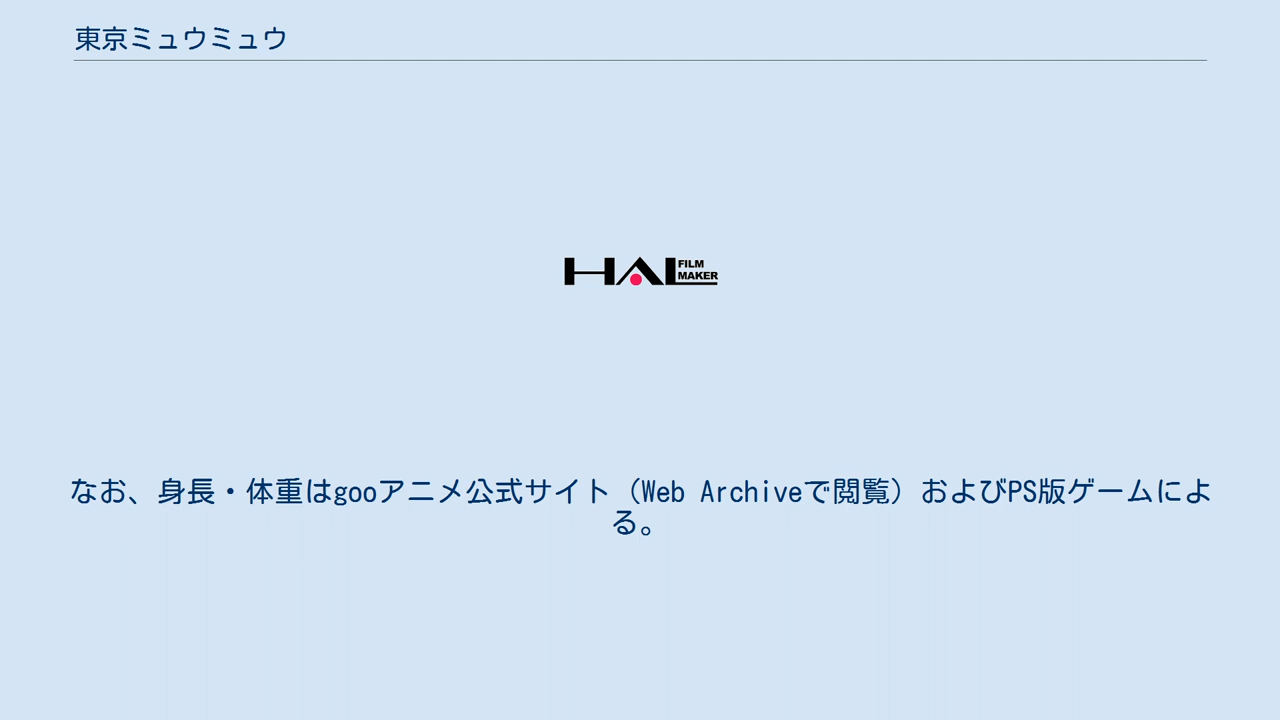 東京ミュウミュウ
HAL FILM
MAKER
なお、身長・体重はgooアニメ公式サイト（Web Archiveで閲覧）およびPS版ゲームによ
る。